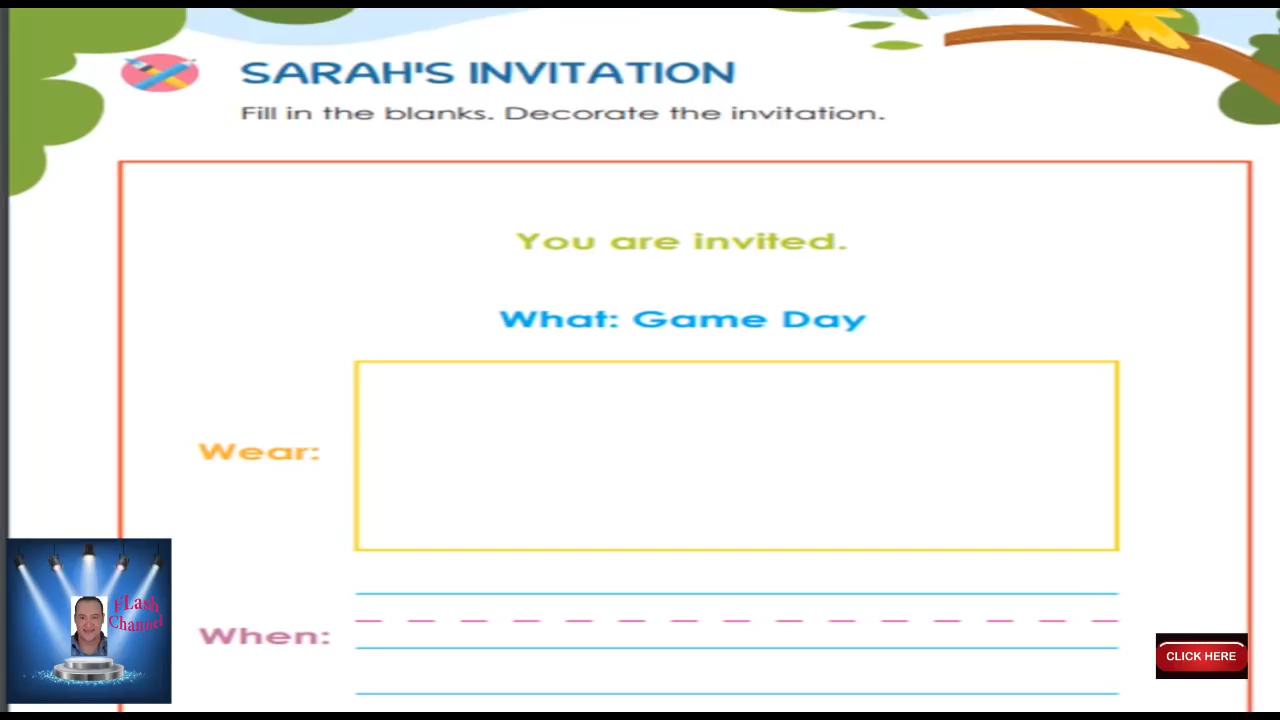 SARAH'S INVITATION
Fill in the blanks. Decorate the invitation.
You are invited.
What: Game Day
Wear:
When:
FLash
Channel
CLICK HERE